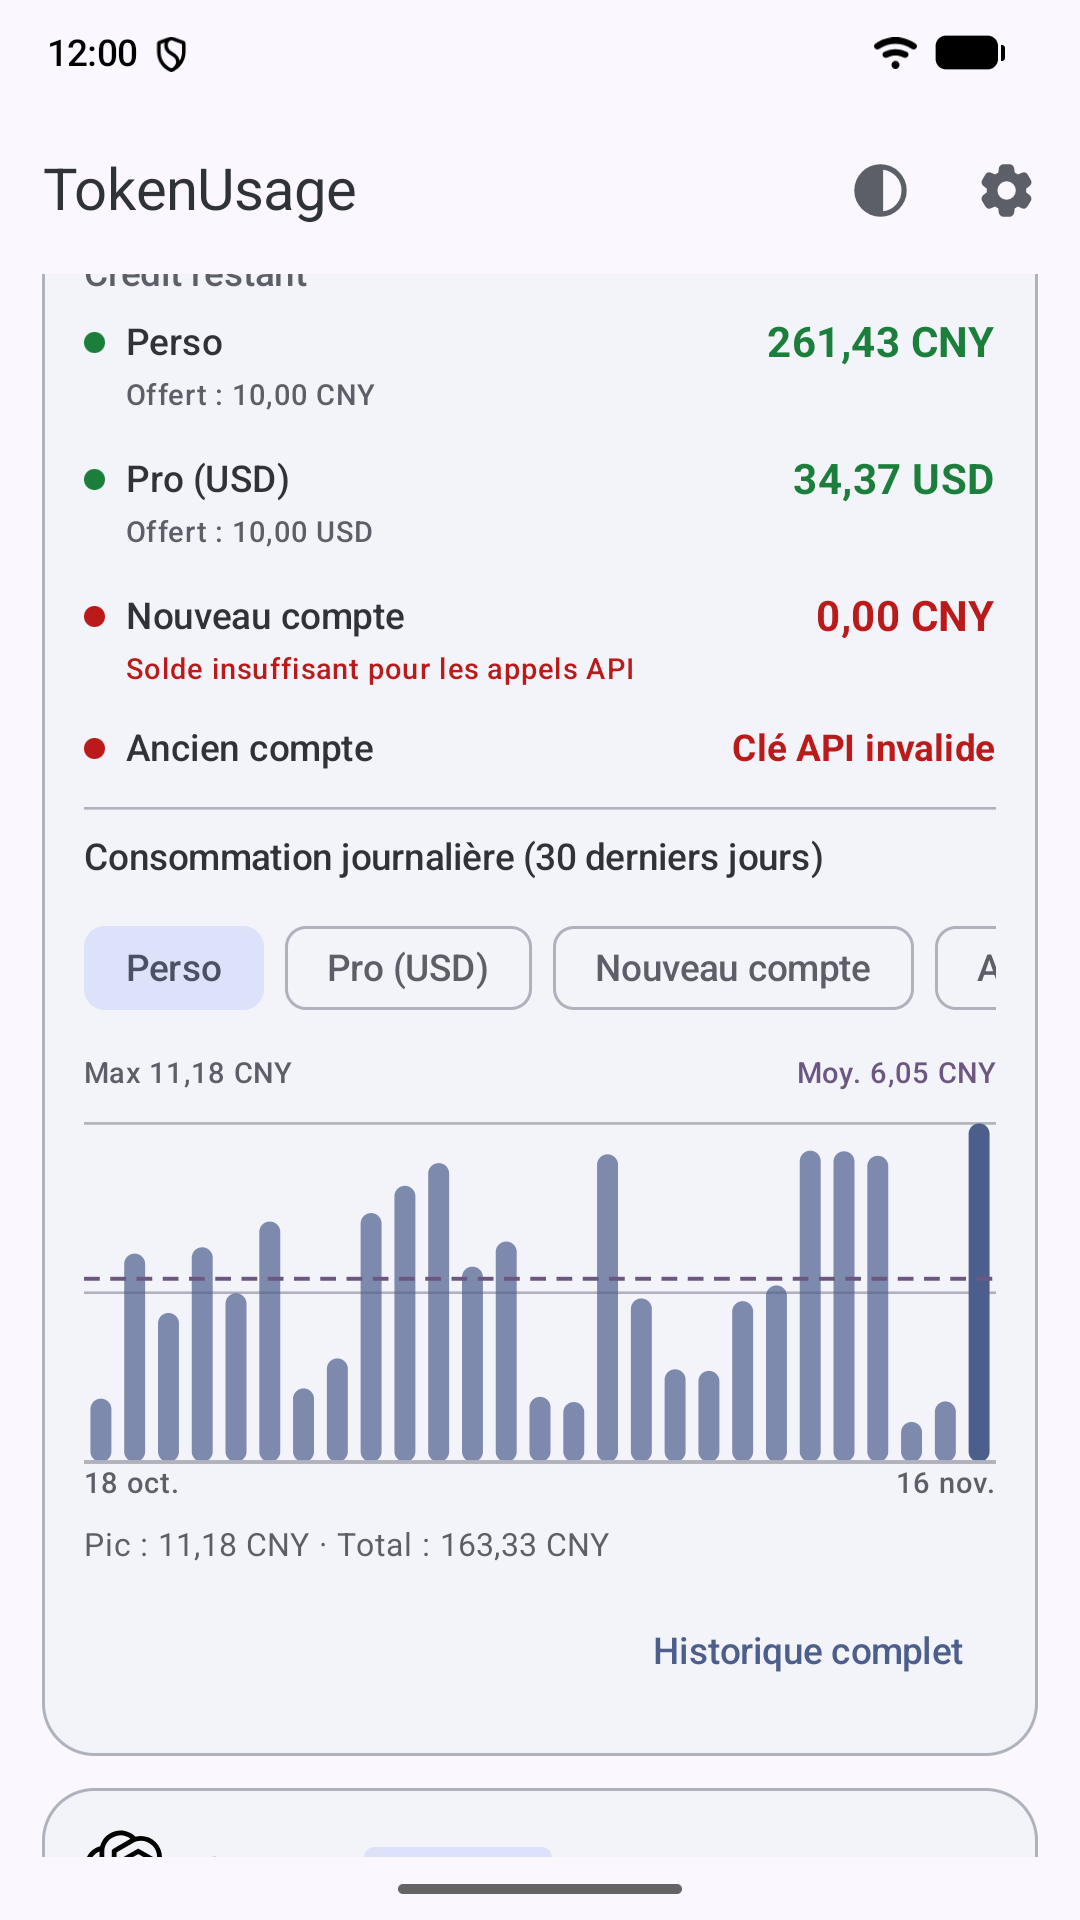 12:00
TokenUsage
Crédit restant
Perso
261,43 CNY
Offert : 10,00 CNY
Pro (USD)
34,37 USD
Offert : 10,00 USD
Nouveau compte
0,00 CNY
Solde insuffisant pour les appels API
Ancien compte
Clé API invalide
Consommation journalière (30 derniers jours)
Perso
Pro (USD)
Nouveau compte
Max 11,18 CNY
Moy. 6,05 CNY
18 oct.
16 nov.
Pic : 11,18 CNY · Total : 163,33 CNY
Historique complet